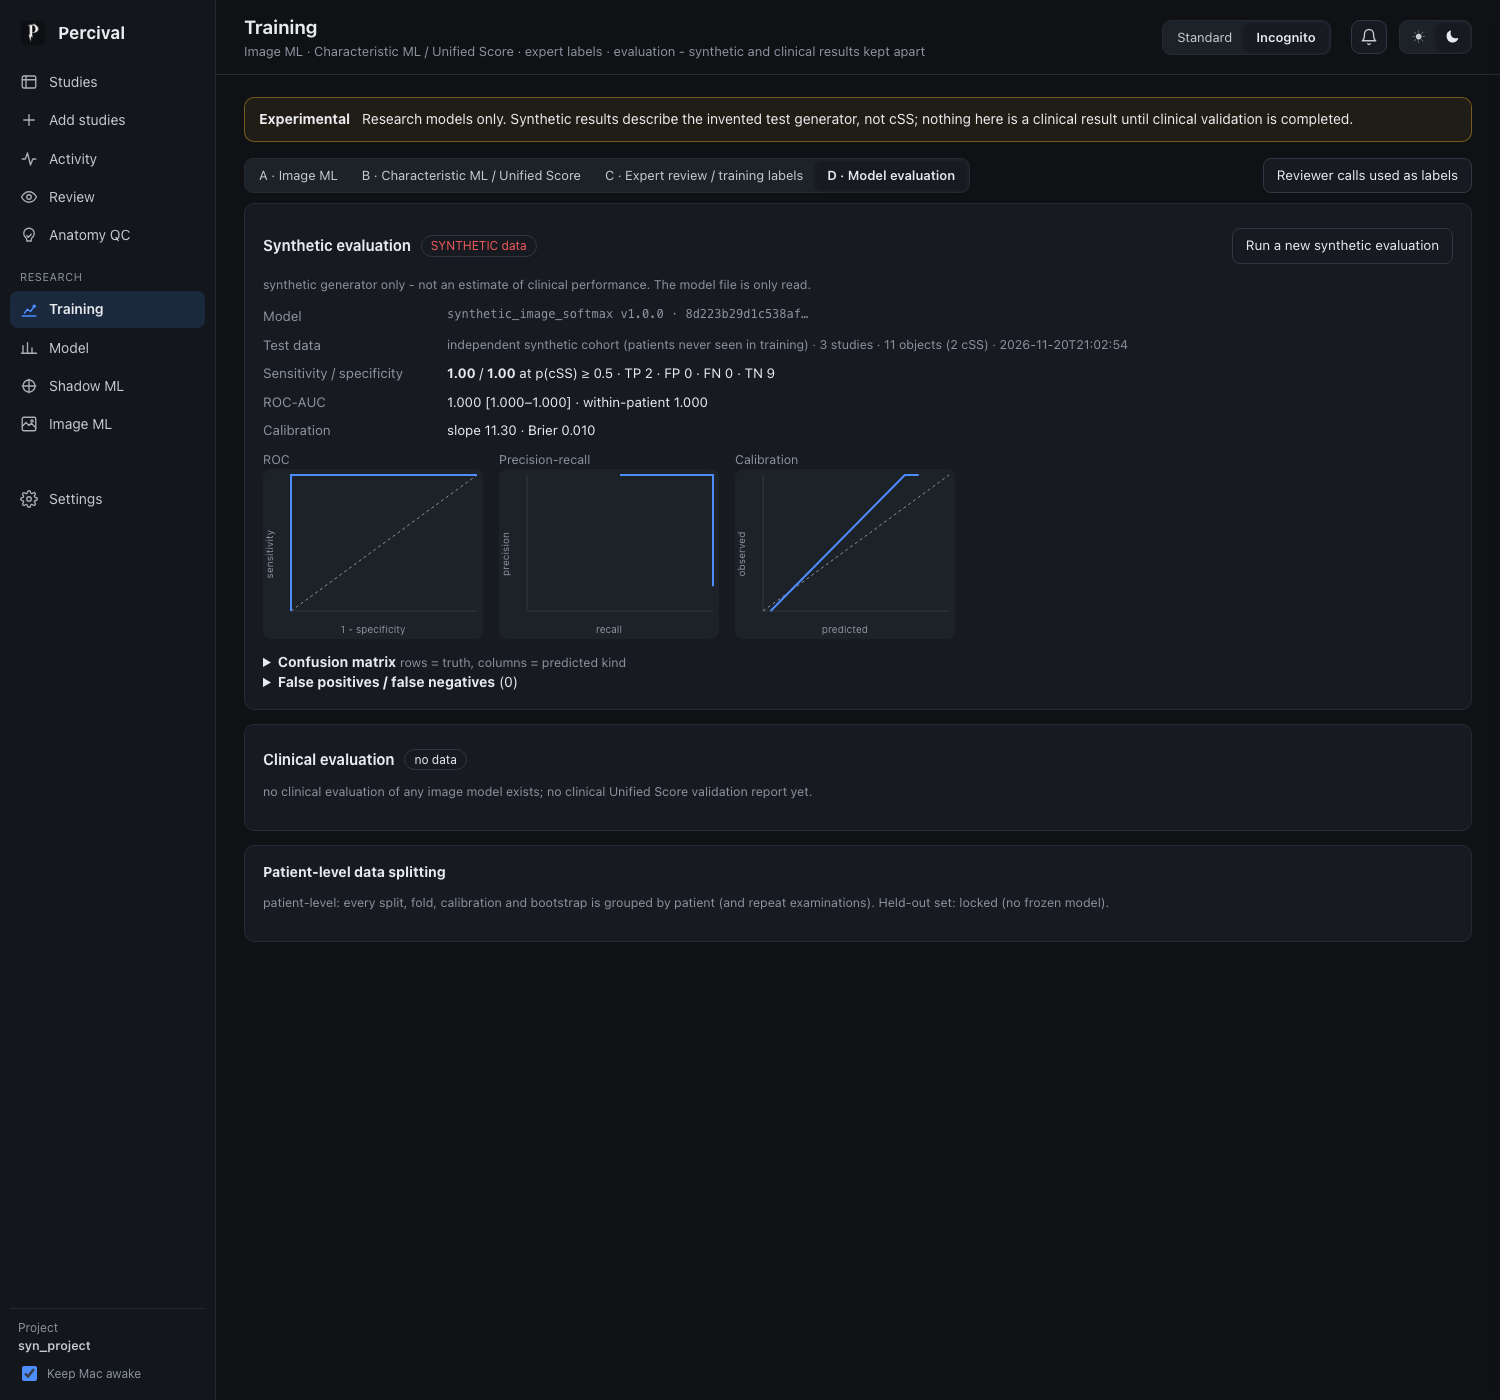 Percival
Studies
Add studies
Activity
Review
Anatomy QC
RESEARCH
Training
Model
Shadow ML
Image ML
Settings
Project
syn_project
Keep Mac awake
Training
Image ML · Characteristic ML / Unified Score · expert labels · evaluation - synthetic and clinical results kept apart
Standard Incognito
Experimental Research models only. Synthetic results describe the invented test generator, not cSS; nothing here is a clinical result until clinical validation is completed.
A · Image ML B · Characteristic ML / Unified Score C · Expert review / training labels D · Model evaluation
Reviewer calls used as labels
Synthetic evaluation SYNTHETIC data
Run a new synthetic evaluation
synthetic generator only - not an estimate of clinical performance. The model file is only read.
Model synthetic_image_softmax v1.0.0 · 8d223b29d1c538af…
Test data independent synthetic cohort (patients never seen in training) · 3 studies · 11 objects (2 cSS) · 2026-11-20T21:02:54
Sensitivity / specificity 1.00 / 1.00 at p(cSS) ≥ 0.5 · TP 2 · FP 0 · FN 0 · TN 9
ROC-AUC 1.000 [1.000–1.000] · within-patient 1.000
Calibration slope 11.30 · Brier 0.010
ROC
sensitivity
1 - specificity
Precision-recall
precision
recall
Calibration
observed
predicted
Confusion matrix rows = truth, columns = predicted kind
False positives / false negatives (0)
Clinical evaluation no data
no clinical evaluation of any image model exists; no clinical Unified Score validation report yet.
Patient-level data splitting
patient-level: every split, fold, calibration and bootstrap is grouped by patient (and repeat examinations). Held-out set: locked (no frozen model).